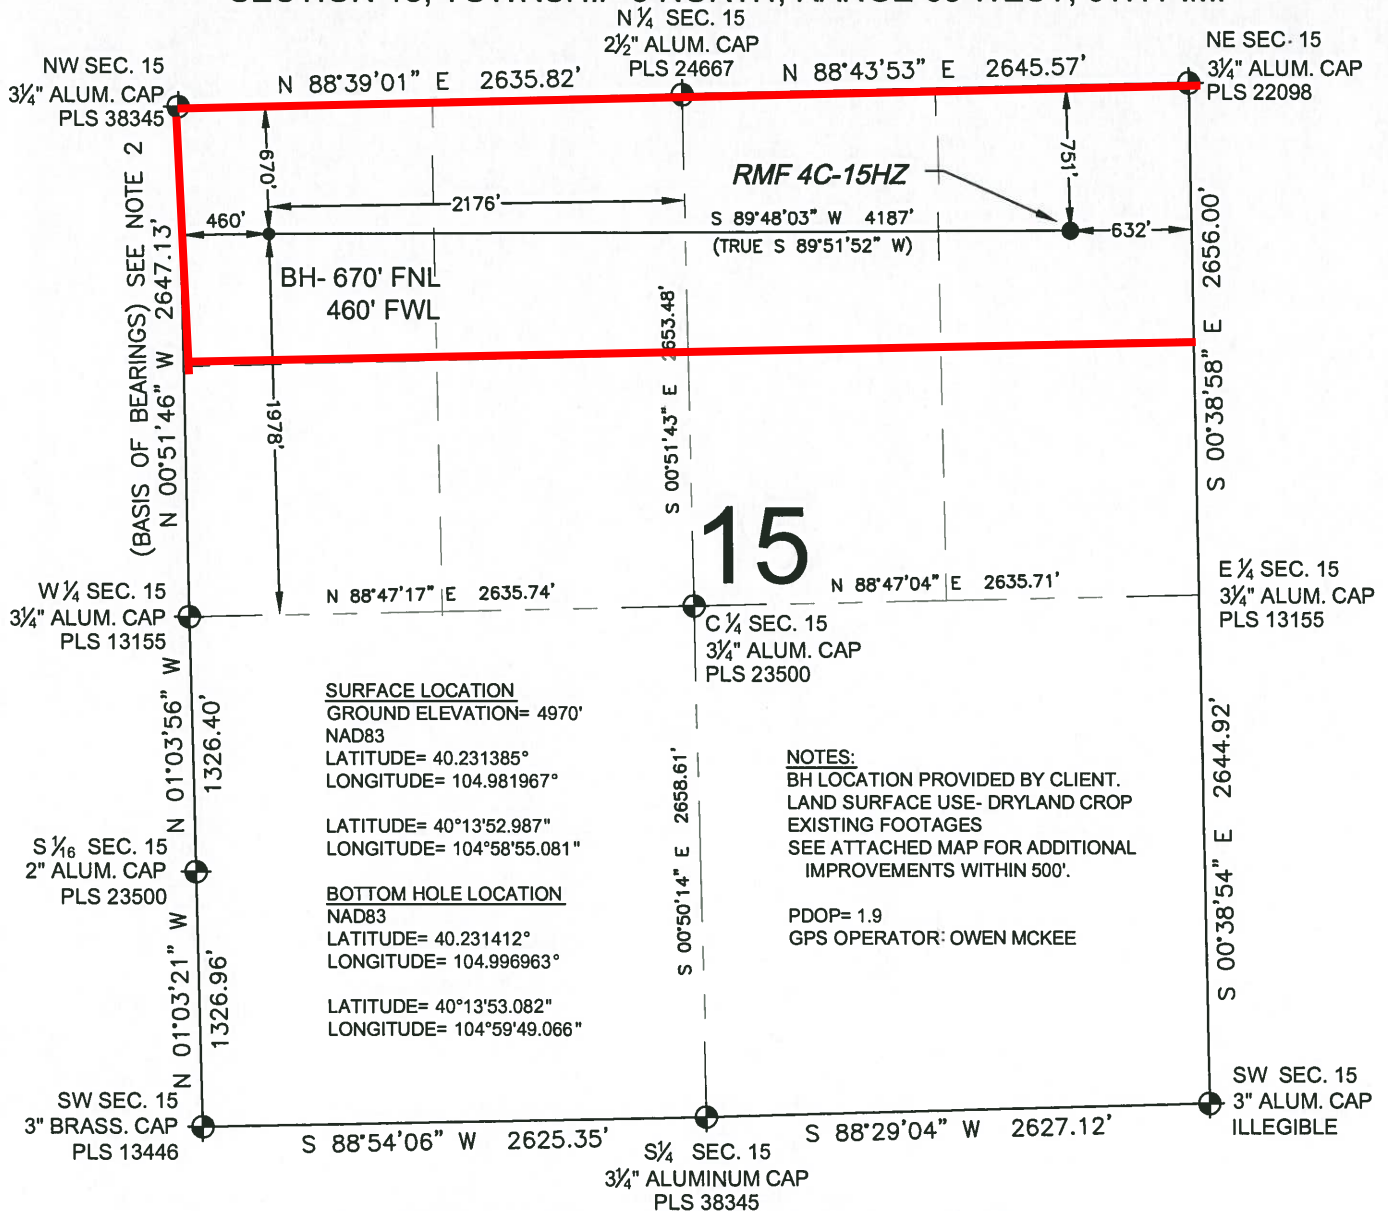 N 1/4 SEC. 15
2½" ALUM. CAP
PLS 24667
NW SEC. 15
3¼" ALUM. CAP
PLS 38345
N 88°39'01" E 2635.82'
N 88°43'53" E 2645.57'
NE SEC. 15
3¼" ALUM. CAP
PLS 22098
670'
2176'
460'
RMF 4C-15HZ
751'
632'
S 89°48'03" W 4187'
(TRUE S 89°51'52" W)
BH- 670' FNL
460' FWL
(BASIS OF BEARINGS) SEE NOTE 2
N 00°51'46" W 2647.13'
1978'
S 00°51'43" E 2653.48'
S 00°38'58" E 2656.00'
15
W 1/4 SEC. 15
3¼" ALUM. CAP
PLS 13155
N 88°47'17" E 2635.74'
N 88°47'04" E 2635.71'
E 1/4 SEC. 15
3¼" ALUM. CAP
PLS 13155
C 1/4 SEC. 15
3¼" ALUM. CAP
PLS 23500
N 01°03'56" W
1326.40'
SURFACE LOCATION
GROUND ELEVATION= 4970'
NAD83
LATITUDE= 40.231385°
LONGITUDE= 104.981967°
LATITUDE= 40°13'52.987"
LONGITUDE= 104°58'55.081"
BOTTOM HOLE LOCATION
NAD83
LATITUDE= 40.231412°
LONGITUDE= 104.996963°
LATITUDE= 40°13'53.082"
LONGITUDE= 104°59'49.066"
S 00°50'14" E 2658.61'
NOTES:
BH LOCATION PROVIDED BY CLIENT.
LAND SURFACE USE- DRYLAND CROP
EXISTING FOOTAGES
SEE ATTACHED MAP FOR ADDITIONAL
IMPROVEMENTS WITHIN 500'.
PDOP= 1.9
GPS OPERATOR: OWEN MCKEE
S 00°38'54" E 2644.92'
S 1/16 SEC. 15
2" ALUM. CAP
PLS 23500
N 01°03'21" W
1326.96'
SW SEC. 15
3" BRASS. CAP
PLS 13446
S 88°54'06" W 2625.35'
S 88°29'04" W 2627.12'
S1/4 SEC. 15
3¼" ALUMINUM CAP
PLS 38345
SW SEC. 15
3" ALUM. CAP
ILLEGIBLE